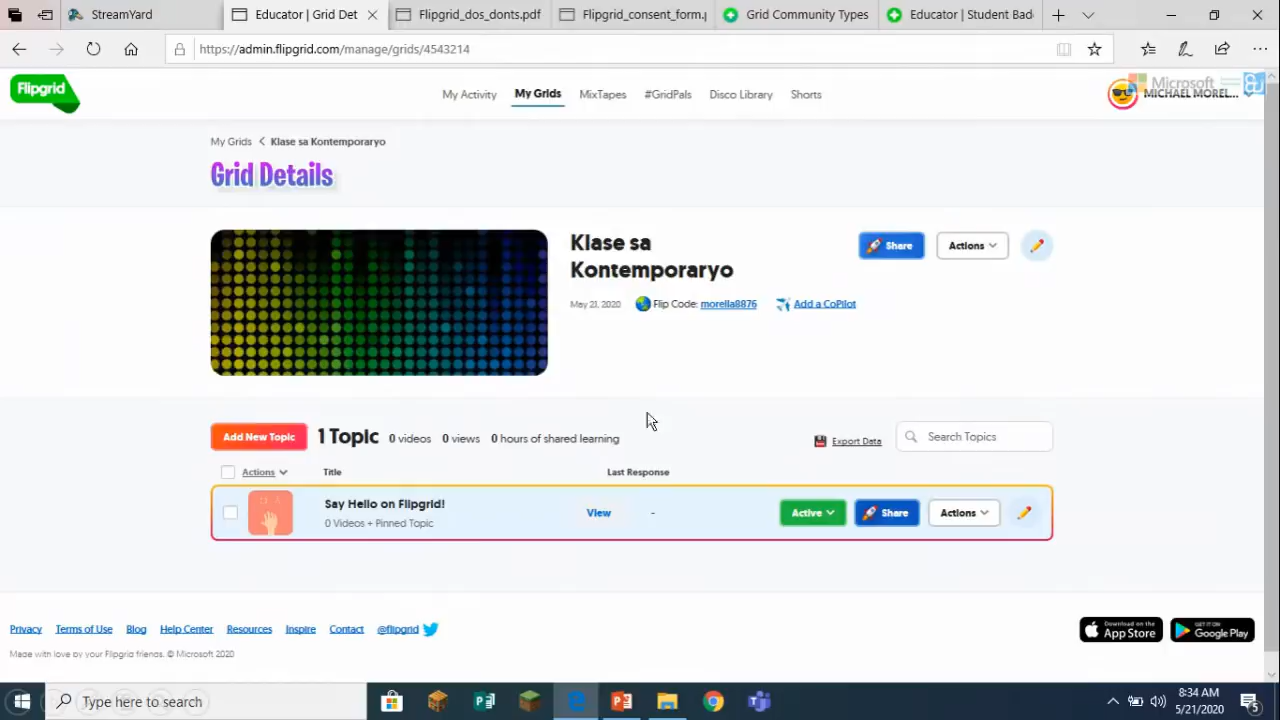 StreamYard
Educator | Grid Det
Flipgrid_dos_donts.pdf
Flipgrid_consent_form.p
Grid Community Types
Educator | Student Bad
https://admin.flipgrid.com/manage/grids/4543214
Flipgrid
My Activity
My Grids
MixTapes
#GridPals
Disco Library
Shorts
Microsoft
MICHAEL MOREL...
My Grids < Klase sa Kontemporaryo
Grid Details
Klase sa
Kontemporaryo
Share
Actions
May 21, 2020
Flip Code: morella8876
Add a CoPilot
Add New Topic
1 Topic
0 videos
0 views
0 hours of shared learning
Export Data
Search Topics
Actions
Title
Last Response
Say Hello on Flipgrid!
0 Videos + Pinned Topic
View
-
Active
Share
Actions
Privacy
Terms of Use
Blog
Help Center
Resources
Inspire
Contact
@flipgrid
Download on the
App Store
GET IT ON
Google Play
Made with love by your Flipgrid friends. © Microsoft 2020
Type here to search
8:34 AM
5/21/2020
5